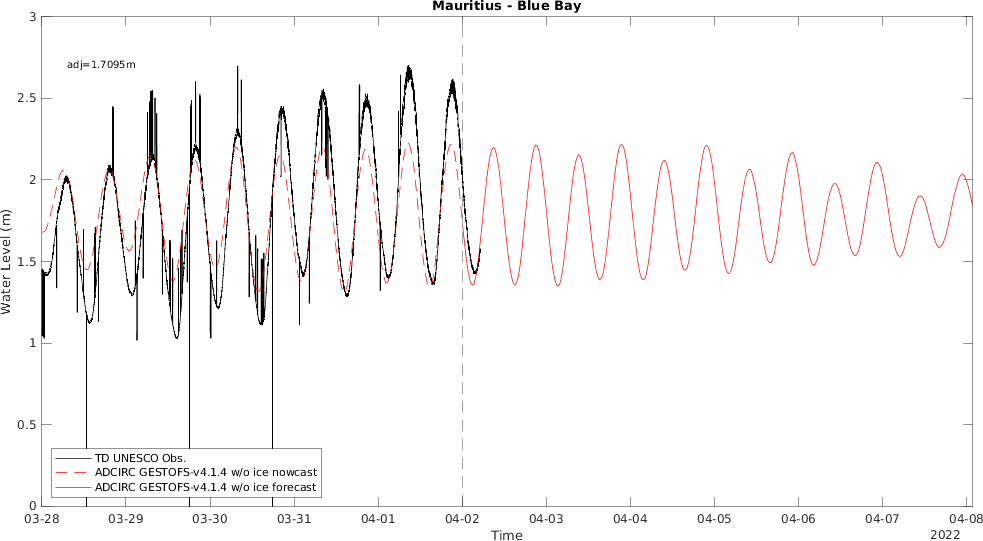 Mauritius - Blue Bay
3
2.5
2
1.5
1
0.5
0
Water Level (m)
adj=1.7095m
TD UNESCO Obs.
ADCIRC GESTOFS-v4.1.4 w/o ice nowcast
ADCIRC GESTOFS-v4.1.4 w/o ice forecast
03-28 03-29 03-30 03-31 04-01 04-02 04-03 04-04 04-05 04-06 04-07 04-08
Time
2022